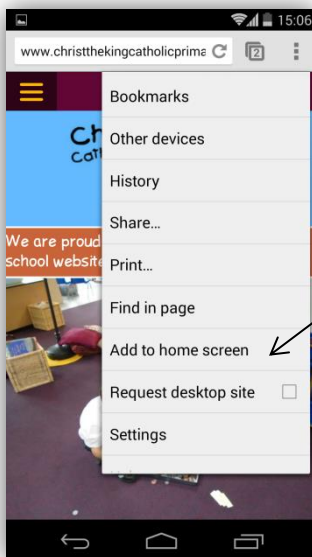 15:06
www.christthekingcatholicprima
2
Bookmarks
Other devices
History
Share...
Print...
Find in page
Add to home screen
Request desktop site
Settings
We are proud
school website